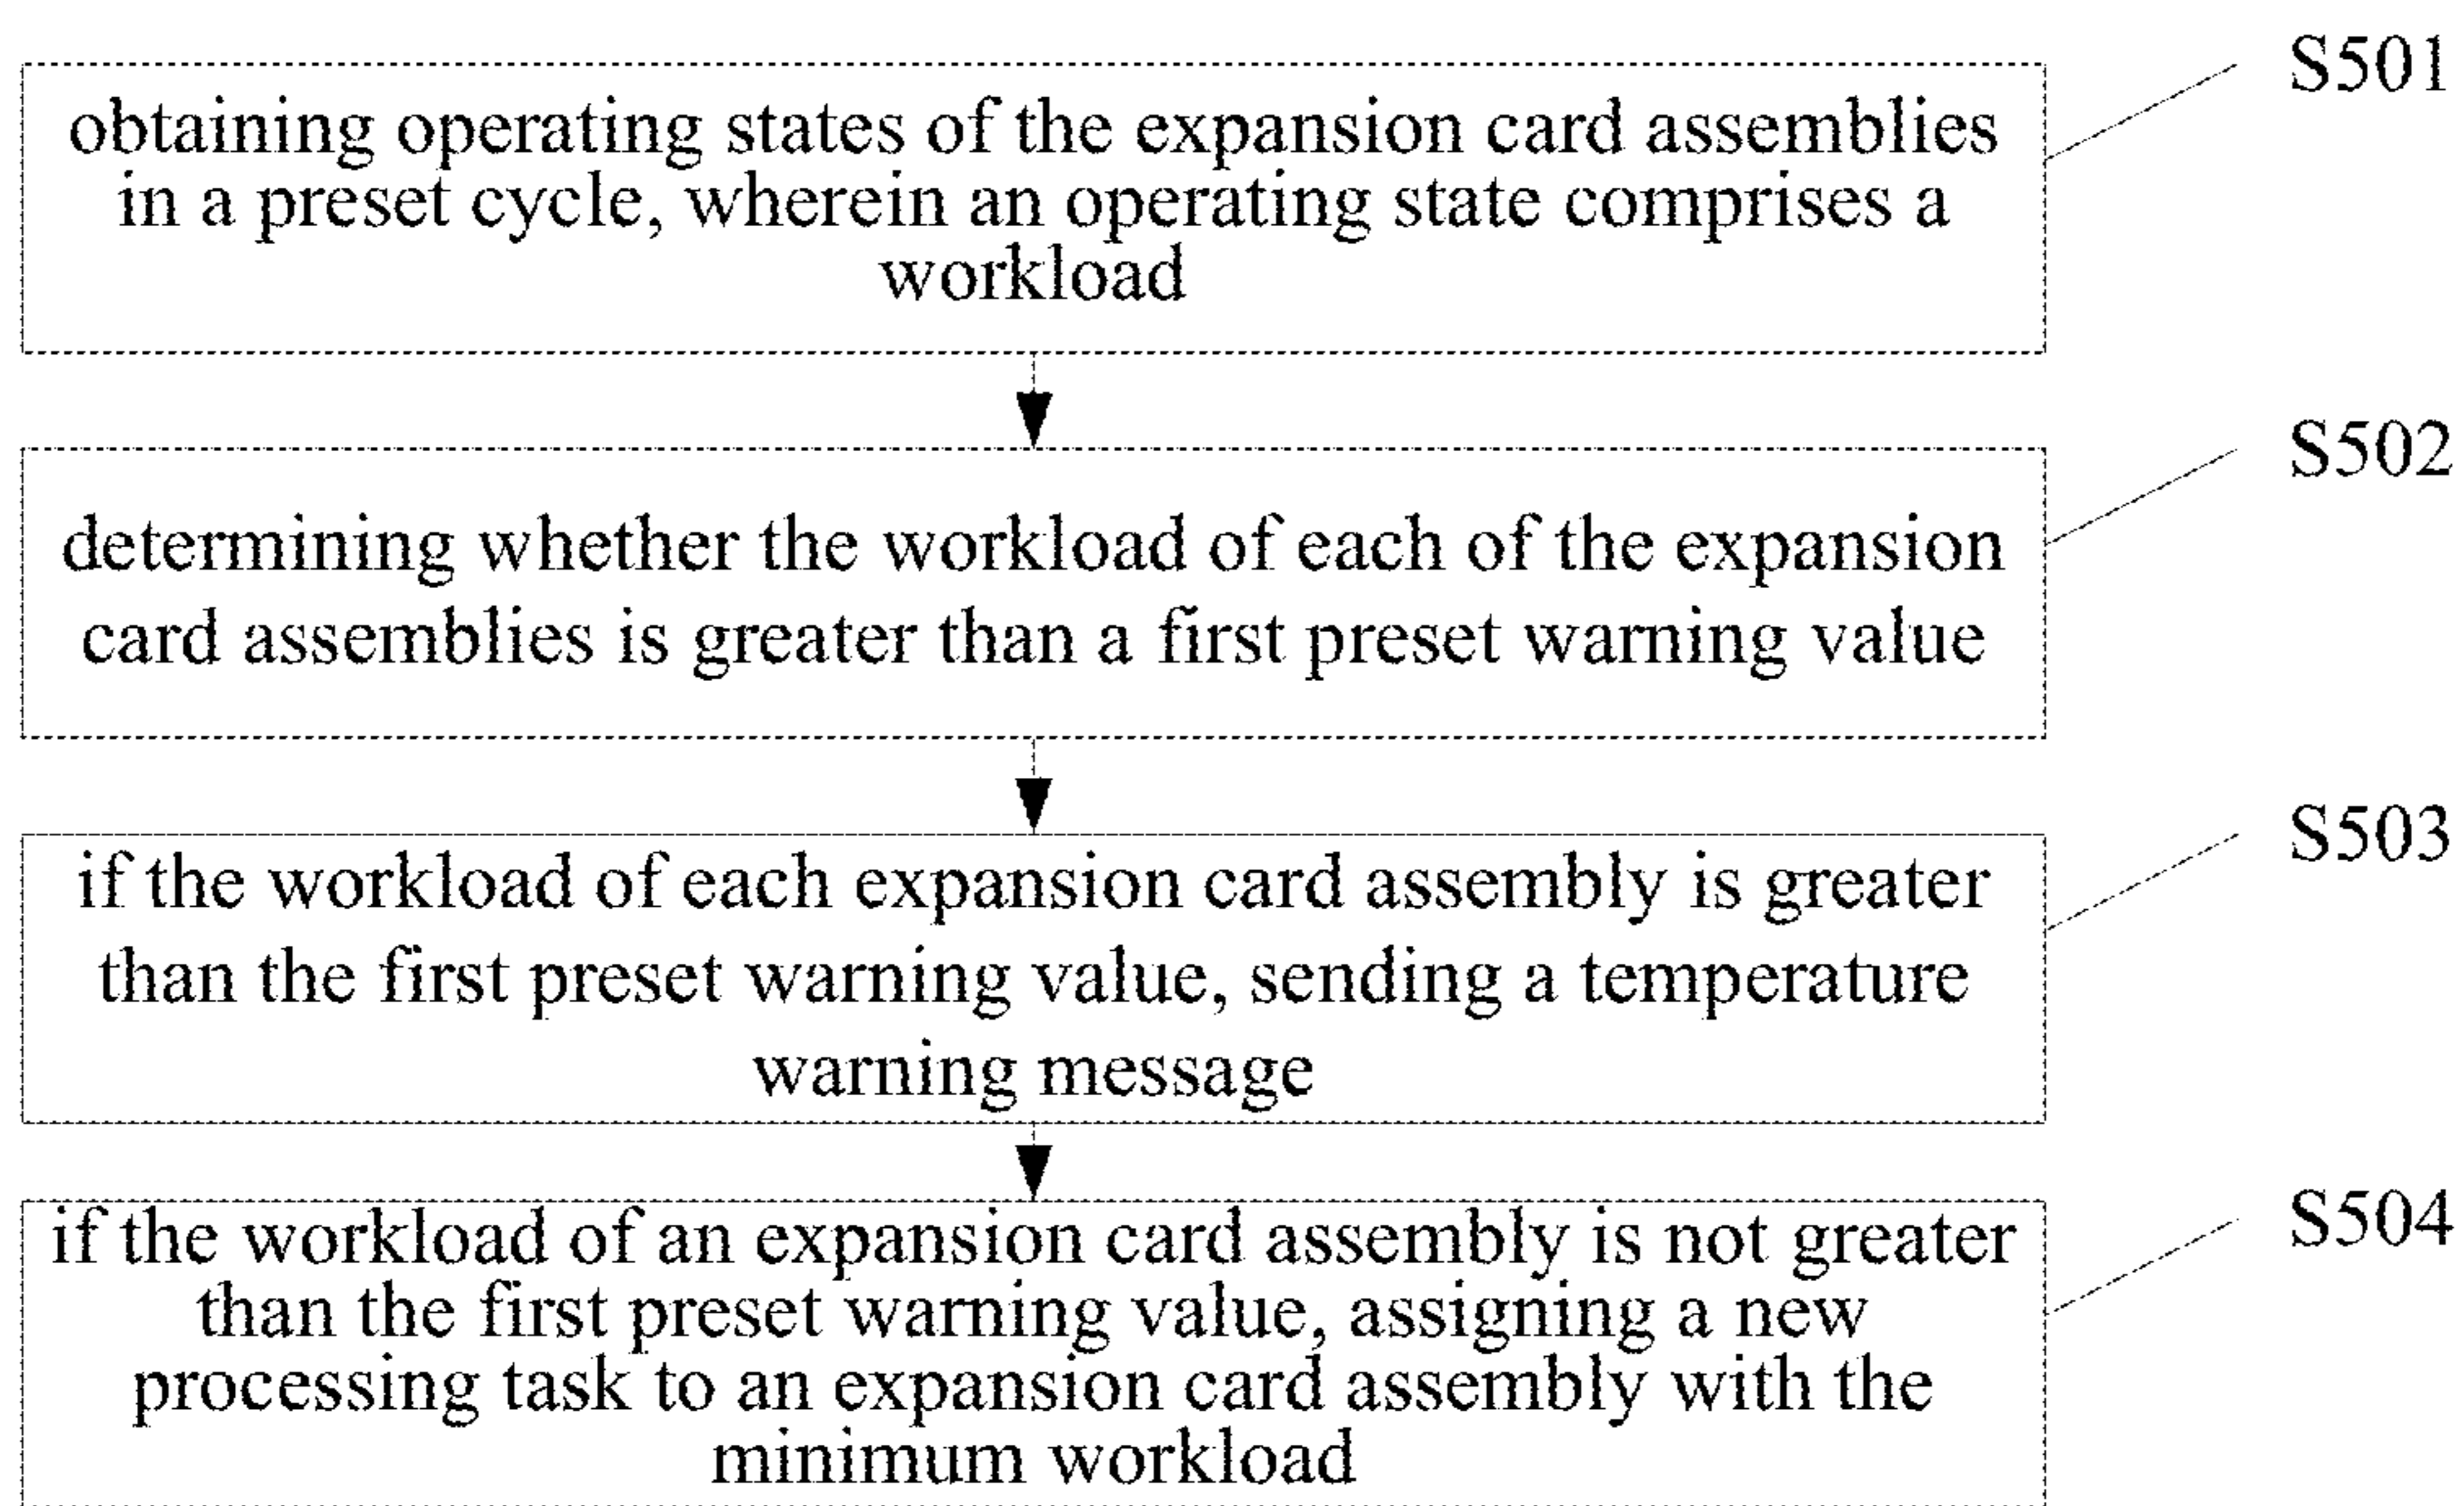 S501
obtaining operating states of the expansion card assemblies
in a preset cycle, wherein an operating state comprises a
workload
S502
determining whether the workload of each of the expansion
card assemblies is greater than a first preset warning value
S503
if the workload of each expansion card assembly is greater
than the first preset warning value, sending a temperature
warning message
S504
if the workload of an expansion card assembly is not greater
than the first preset warning value, assigning a new
processing task to an expansion card assembly with the
minimum workload